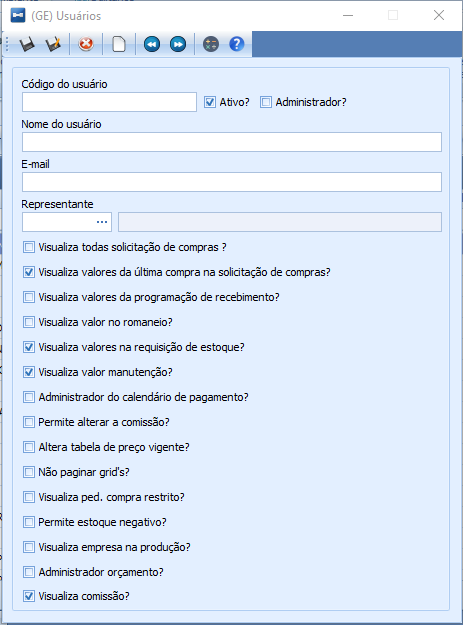 (GE) Usuários
Código do usuário
Ativo?
Administrador?
Nome do usuário
E-mail
Representante
...
Visualiza todas solicitação de compras ?
Visualiza valores da última compra na solicitação de compras?
Visualiza valores da programação de recebimento?
Visualiza valor no romaneio?
Visualiza valores na requisição de estoque?
Visualiza valor manutenção?
Administrador do calendário de pagamento?
Permite alterar a comissão?
Altera tabela de preço vigente?
Não paginar grid's?
Visualiza ped. compra restrito?
Permite estoque negativo?
Visualiza empresa na produção?
Administrador orçamento?
Visualiza comissão?